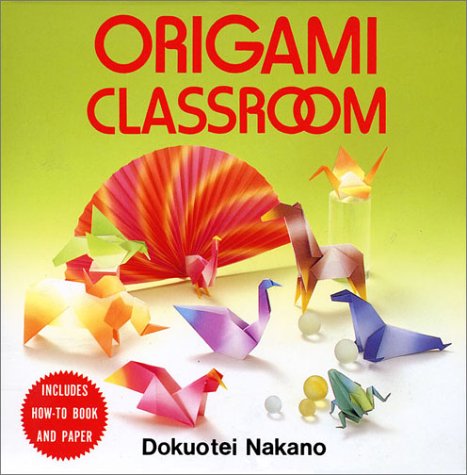 ORIGAMI
CLASSROOM
INCLUDES
HOW-TO BOOK
AND PAPER
Dokuotei Nakano